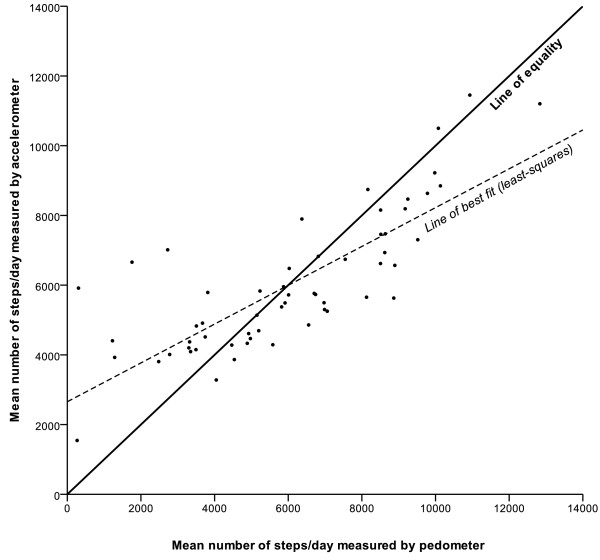 14000
12000
10000
8000
6000
4000
2000
0
Mean number of steps/day measured by accelerometer
Line of equality
Line of best fit (least-squares)
0 2000 4000 6000 8000 10000 12000 14000
Mean number of steps/day measured by pedometer